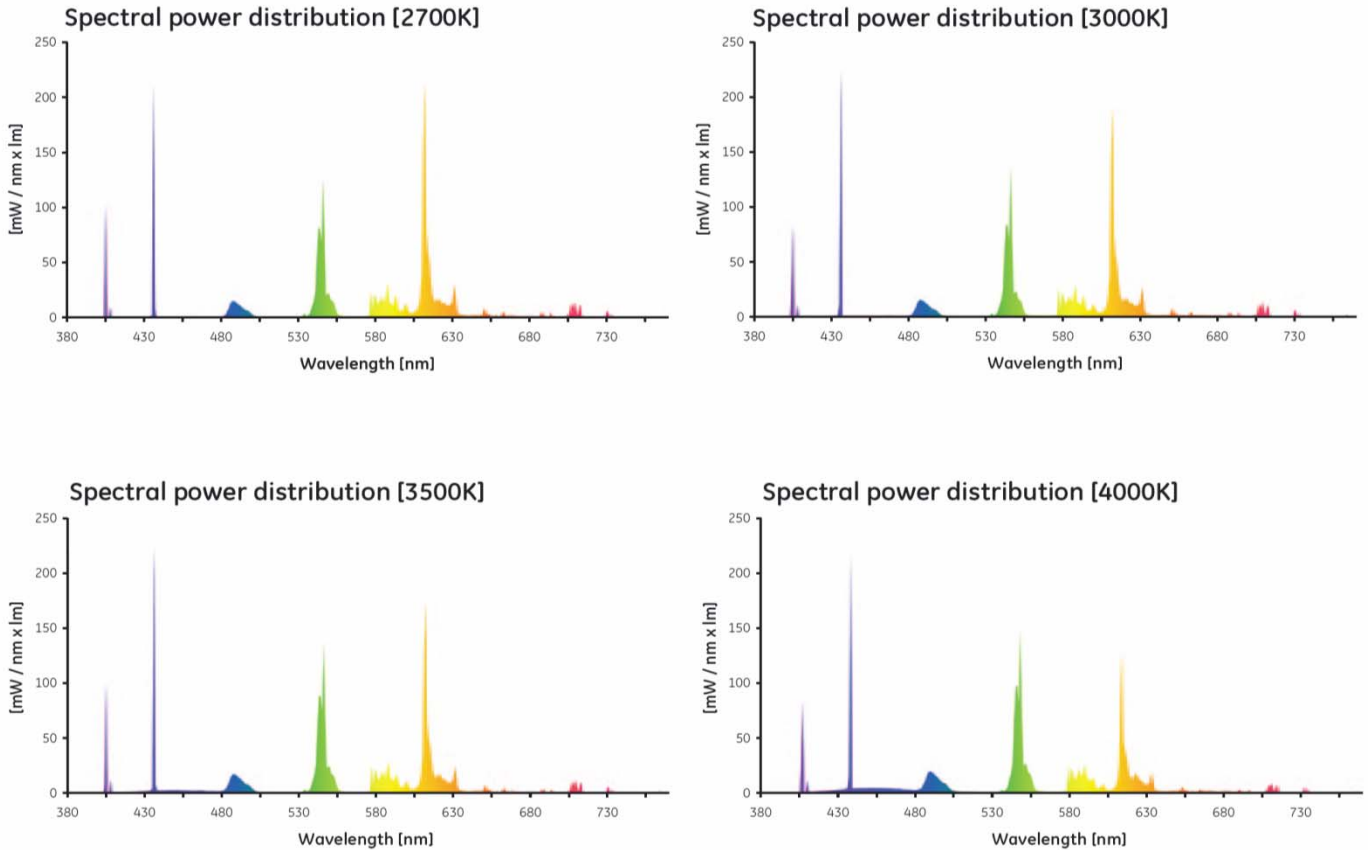 Spectral power distribution [2700K]
250
200
150
100
50
0
[mW / nm x lm]
380 430 480 530 580 630 680 730
Wavelength [nm]
Spectral power distribution [3000K]
250
200
150
100
50
0
[mW / nm x lm]
380 430 480 530 580 630 680 730
Wavelength [nm]
Spectral power distribution [3500K]
250
200
150
100
50
0
[mW / nm x lm]
380 430 480 530 580 630 680 730
Wavelength [nm]
Spectral power distribution [4000K]
250
200
150
100
50
0
[mW / nm x lm]
380 430 480 530 580 630 680 730
Wavelength [nm]